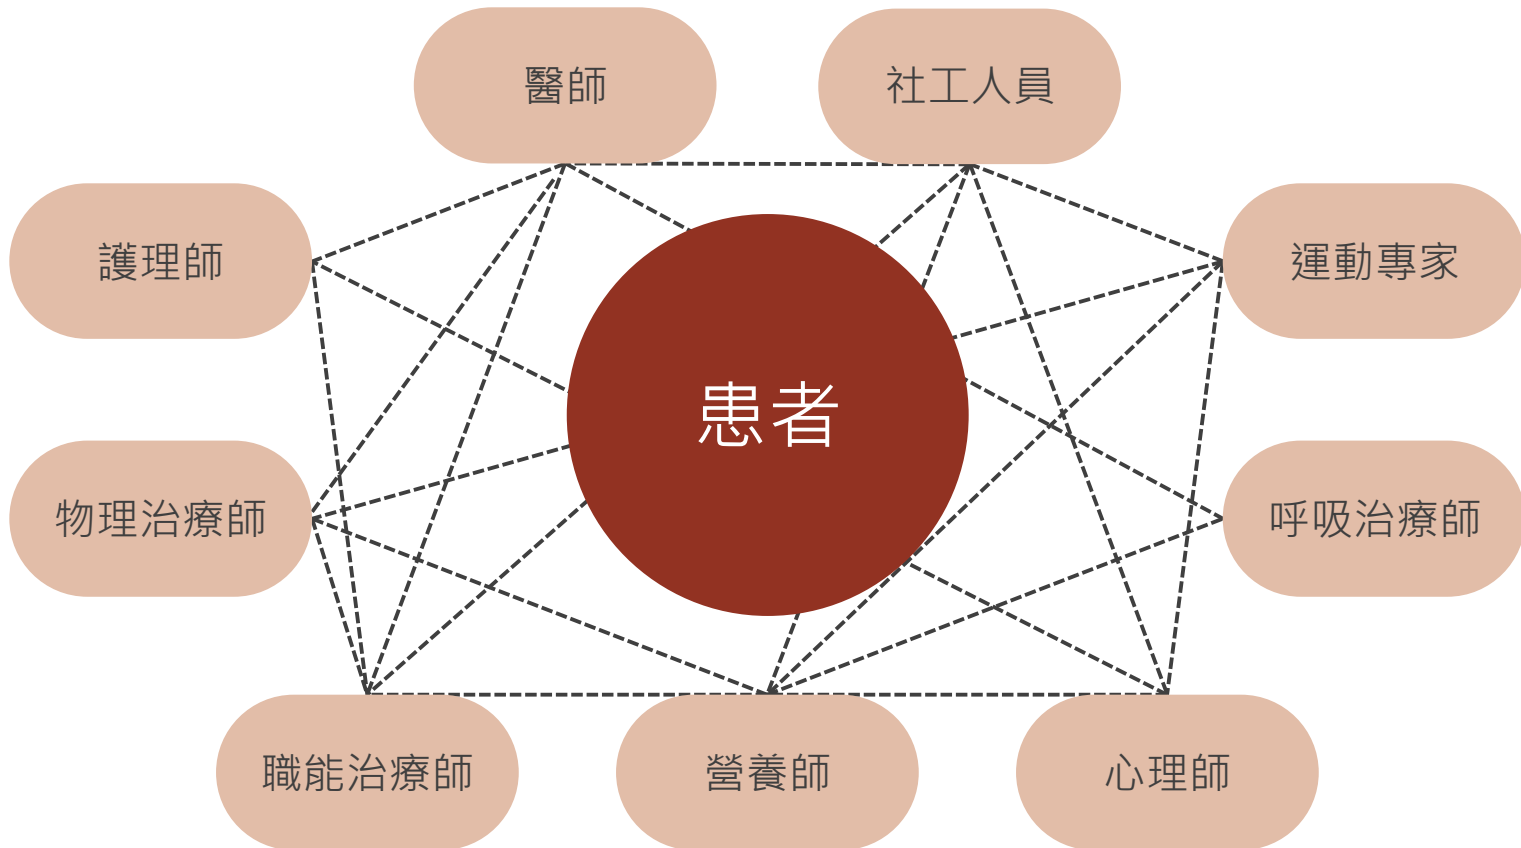 醫師
社工人員
護理師
運動專家
患者
物理治療師
呼吸治療師
職能治療師
營養師
心理師